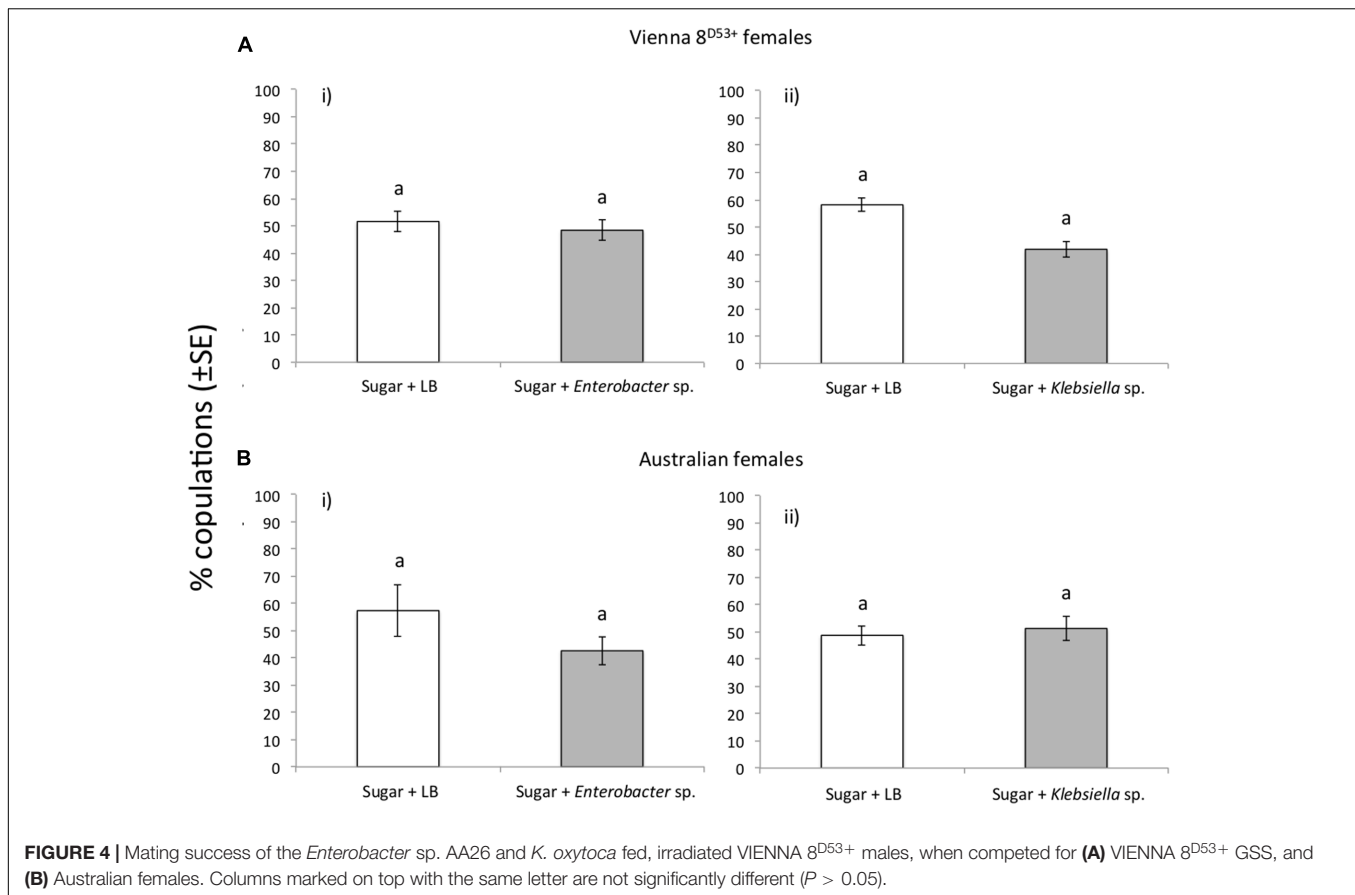 Vienna 8D53+ females
A
i)
100
90
80
70
60
50
40
30
20
10
0
a
a
Sugar + LB
Sugar + Enterobacter sp.
ii)
100
90
80
70
60
50
40
30
20
10
0
a
a
Sugar + LB
Sugar + Klebsiella sp.
% copulations (±SE)
B
Australian females
i)
100
90
80
70
60
50
40
30
20
10
0
a
a
Sugar + LB
Sugar + Enterobacter sp.
ii)
100
90
80
70
60
50
40
30
20
10
0
a
a
Sugar + LB
Sugar + Klebsiella sp.
FIGURE 4 | Mating success of the Enterobacter sp. AA26 and K. oxytoca fed, irradiated VIENNA 8D53+ males, when competed for (A) VIENNA 8D53+ GSS, and
(B) Australian females. Columns marked on top with the same letter are not significantly different (P > 0.05).